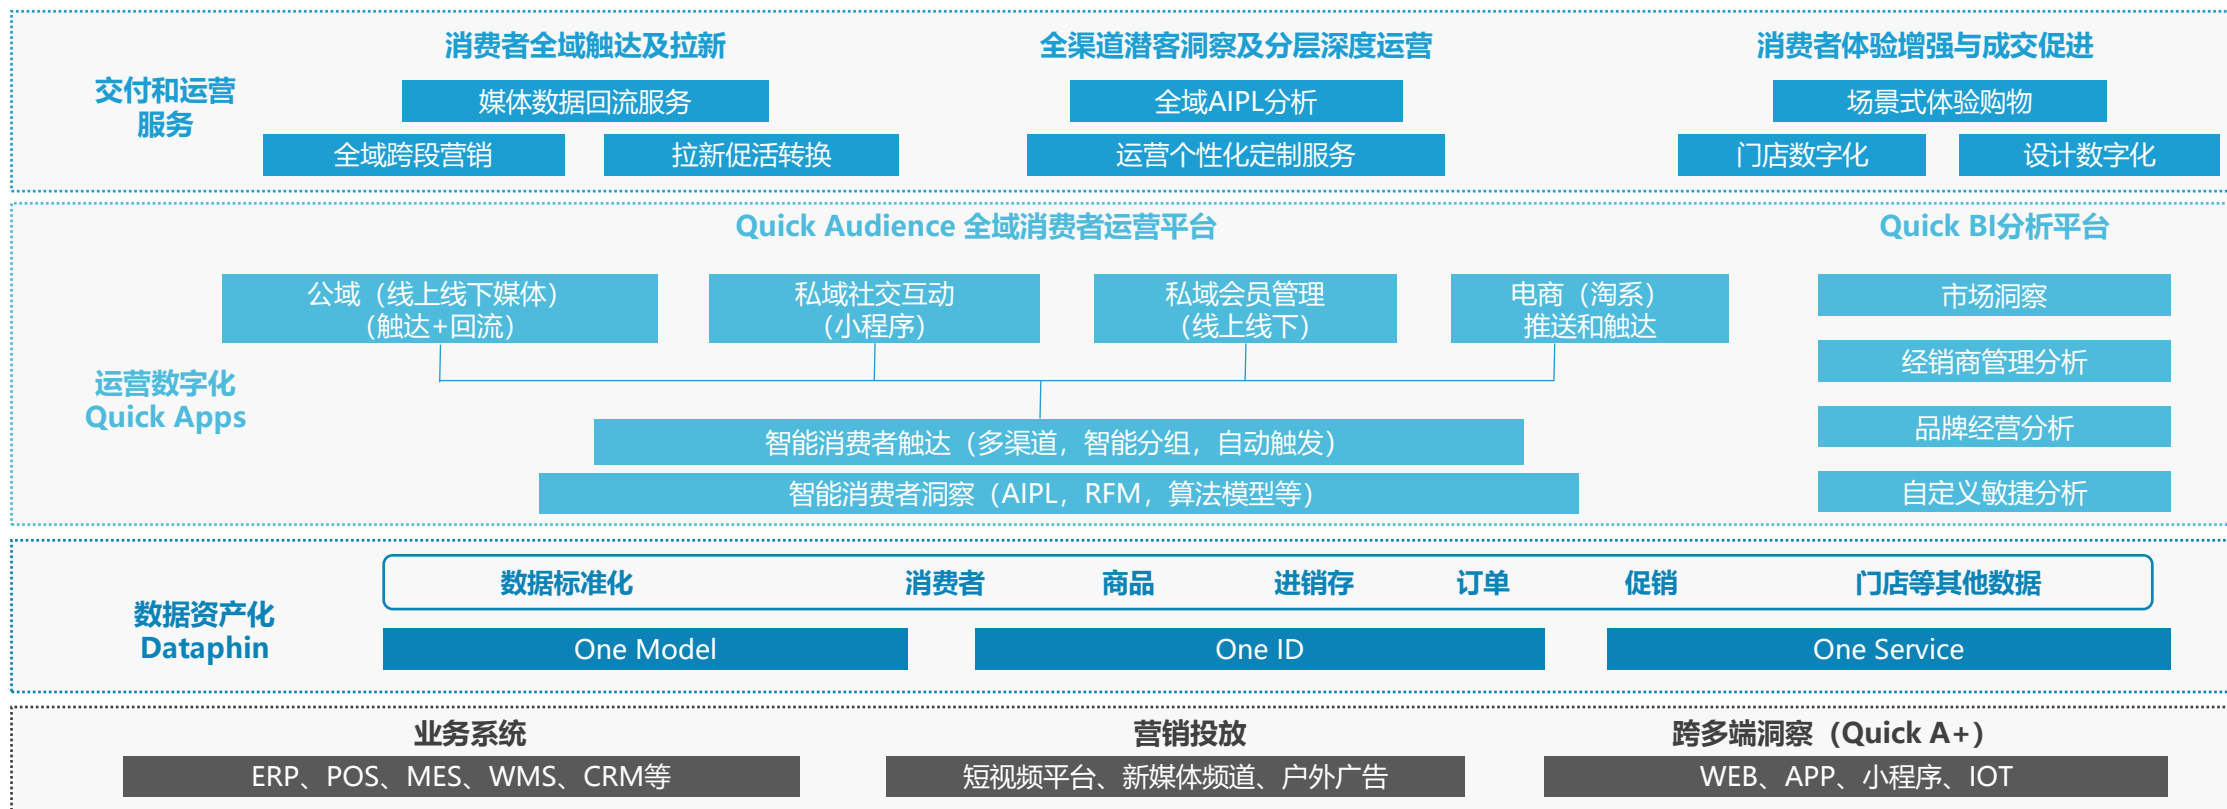 消费者全域触达及拉新
全渠道潜客洞察及分层深度运营
消费者体验增强与成交促进
交付和运营
服务
媒体数据回流服务
全域跨段营销
拉新促活转换
全域AIPL分析
运营个性化定制服务
场景式体验购物
门店数字化
设计数字化
Quick Audience 全域消费者运营平台
Quick BI分析平台
运营数字化
Quick Apps
公域（线上线下媒体）
（触达+回流）
私域社交互动
（小程序）
私域会员管理
（线上线下）
电商（淘系）
推送和触达
智能消费者触达（多渠道，智能分组，自动触发）
智能消费者洞察（AIPL，RFM，算法模型等）
市场洞察
经销商管理分析
品牌经营分析
自定义敏捷分析
数据资产化
Dataphin
数据标准化 消费者 商品 进销存 订单 促销 门店等其他数据
One Model
One ID
One Service
业务系统
营销投放
跨多端洞察（Quick A+）
ERP、POS、MES、WMS、CRM等
短视频平台、新媒体频道、户外广告
WEB、APP、小程序、IOT